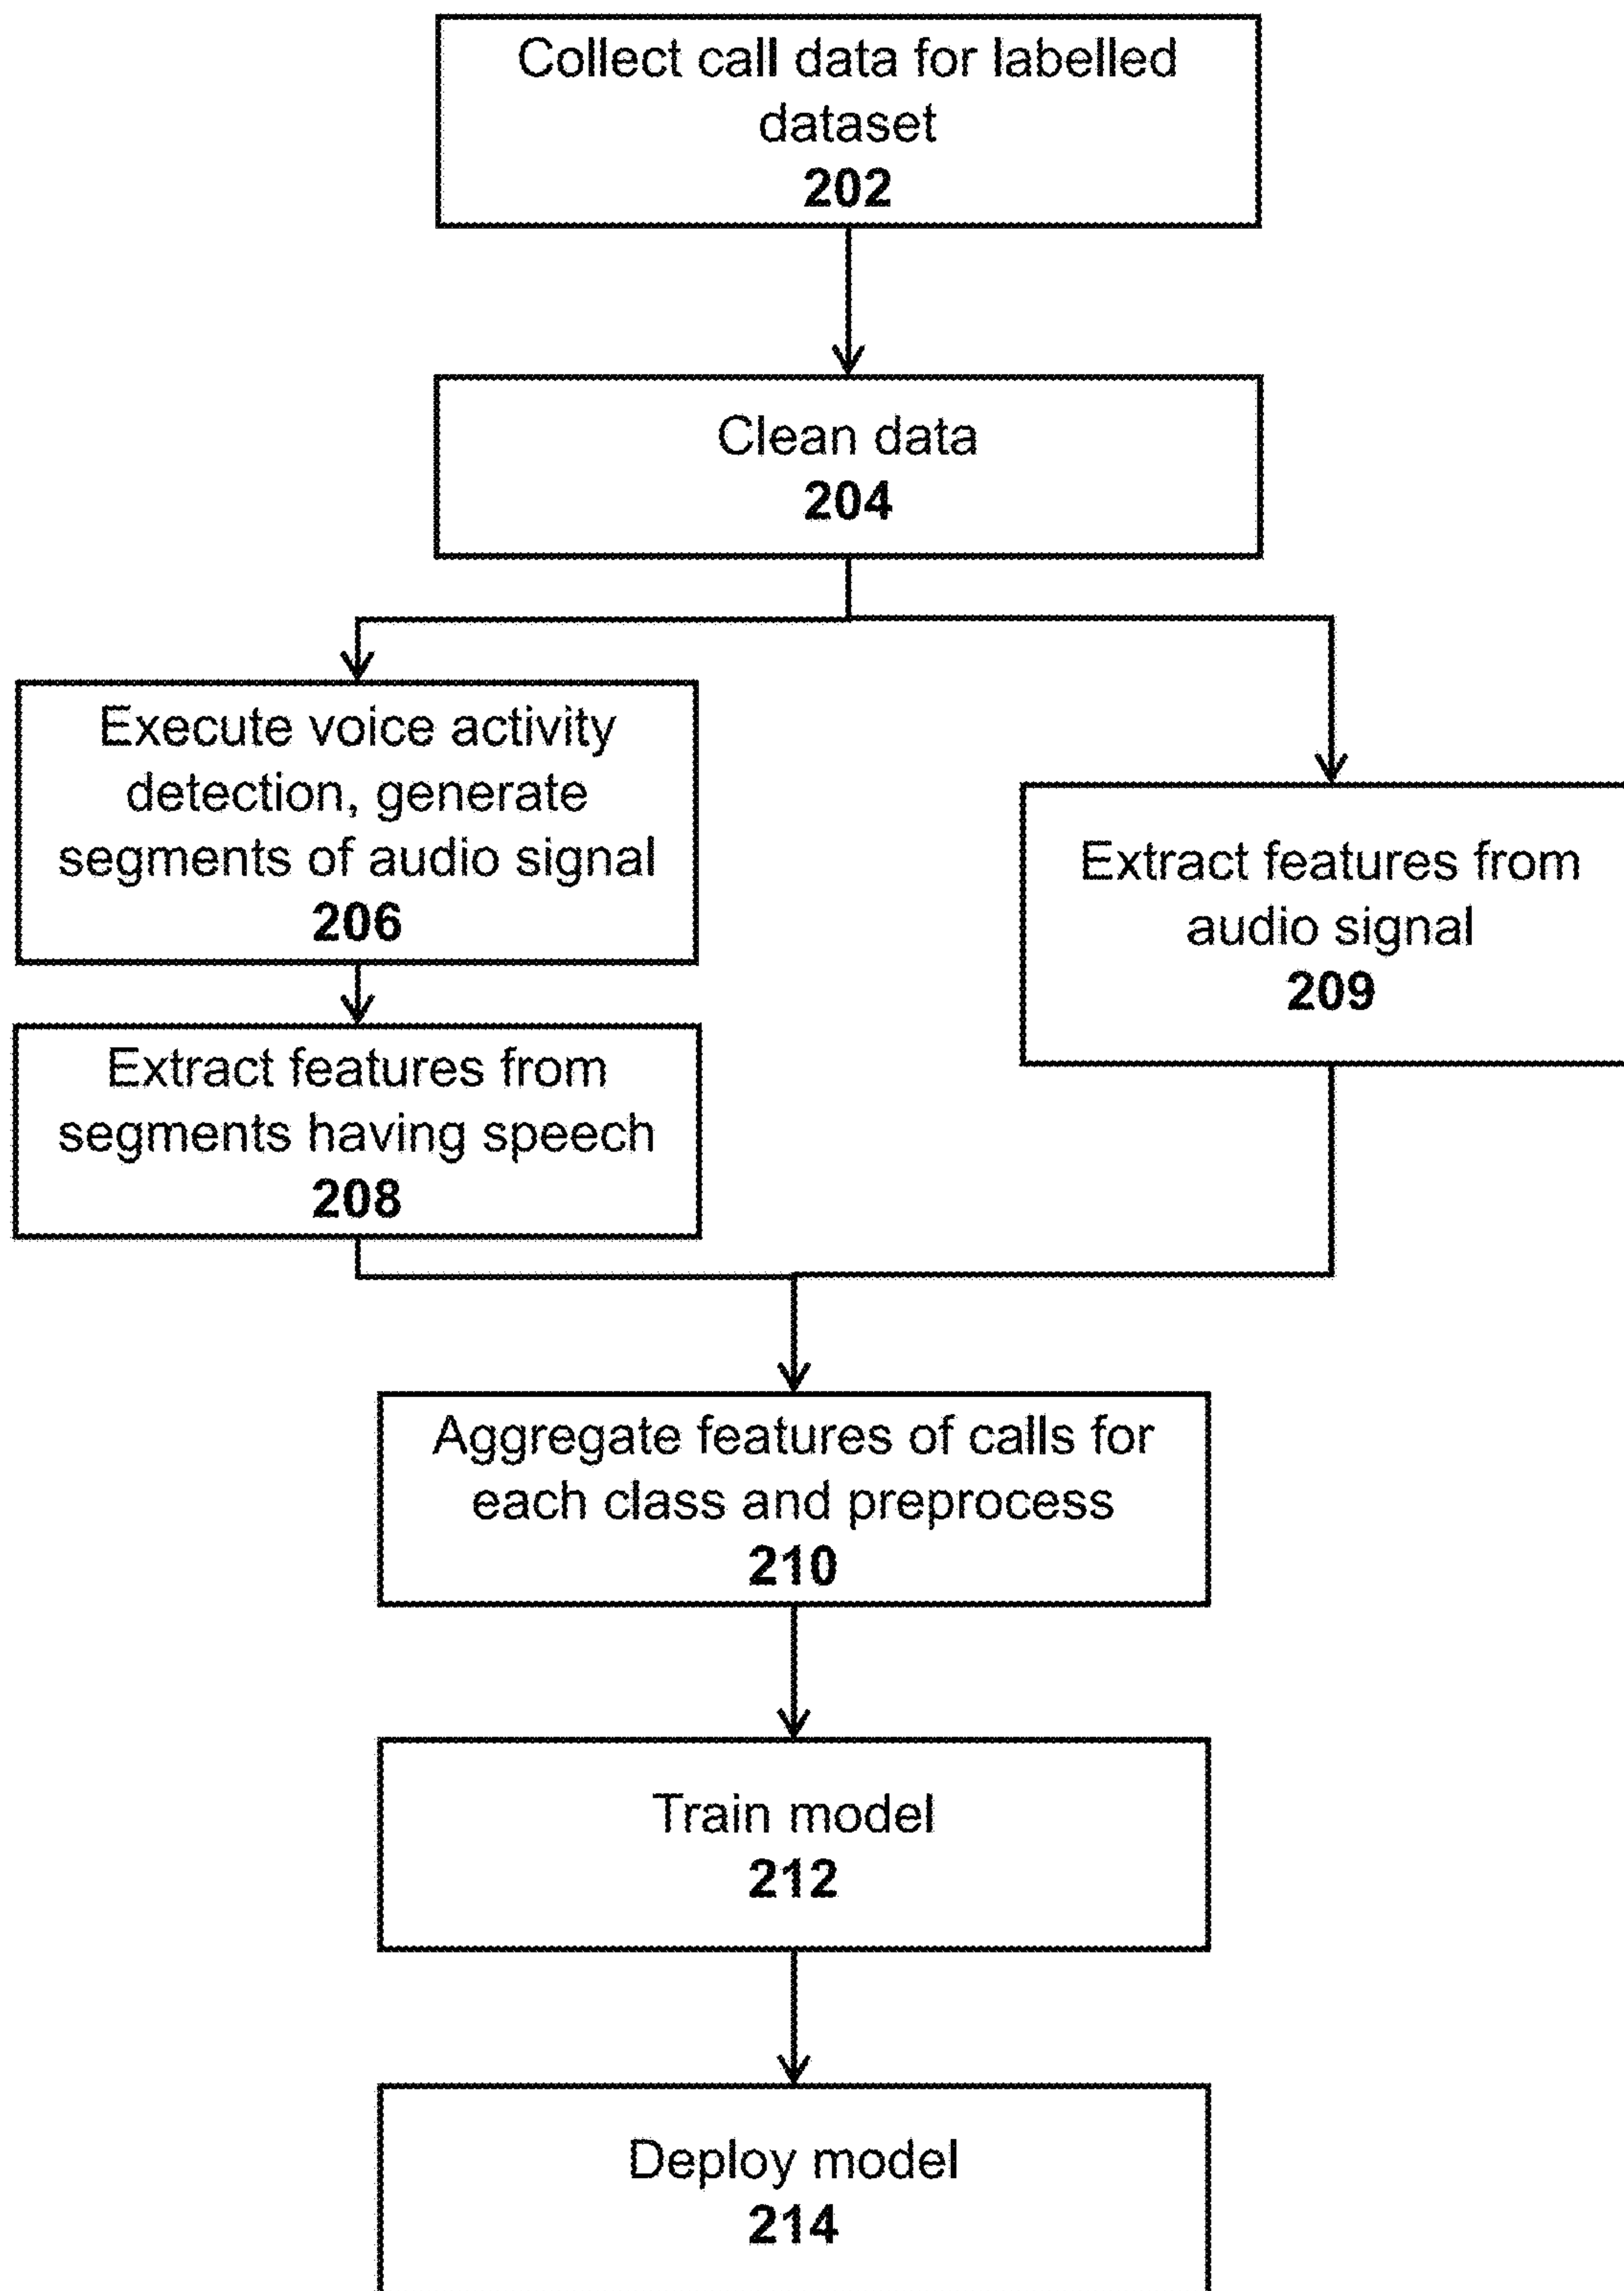 Collect call data for labelled
dataset
202
Clean data
204
Execute voice activity
detection, generate
segments of audio signal
206
Extract features from
segments having speech
208
Extract features from
audio signal
209
Aggregate features of calls for
each class and preprocess
210
Train model
212
Deploy model
214